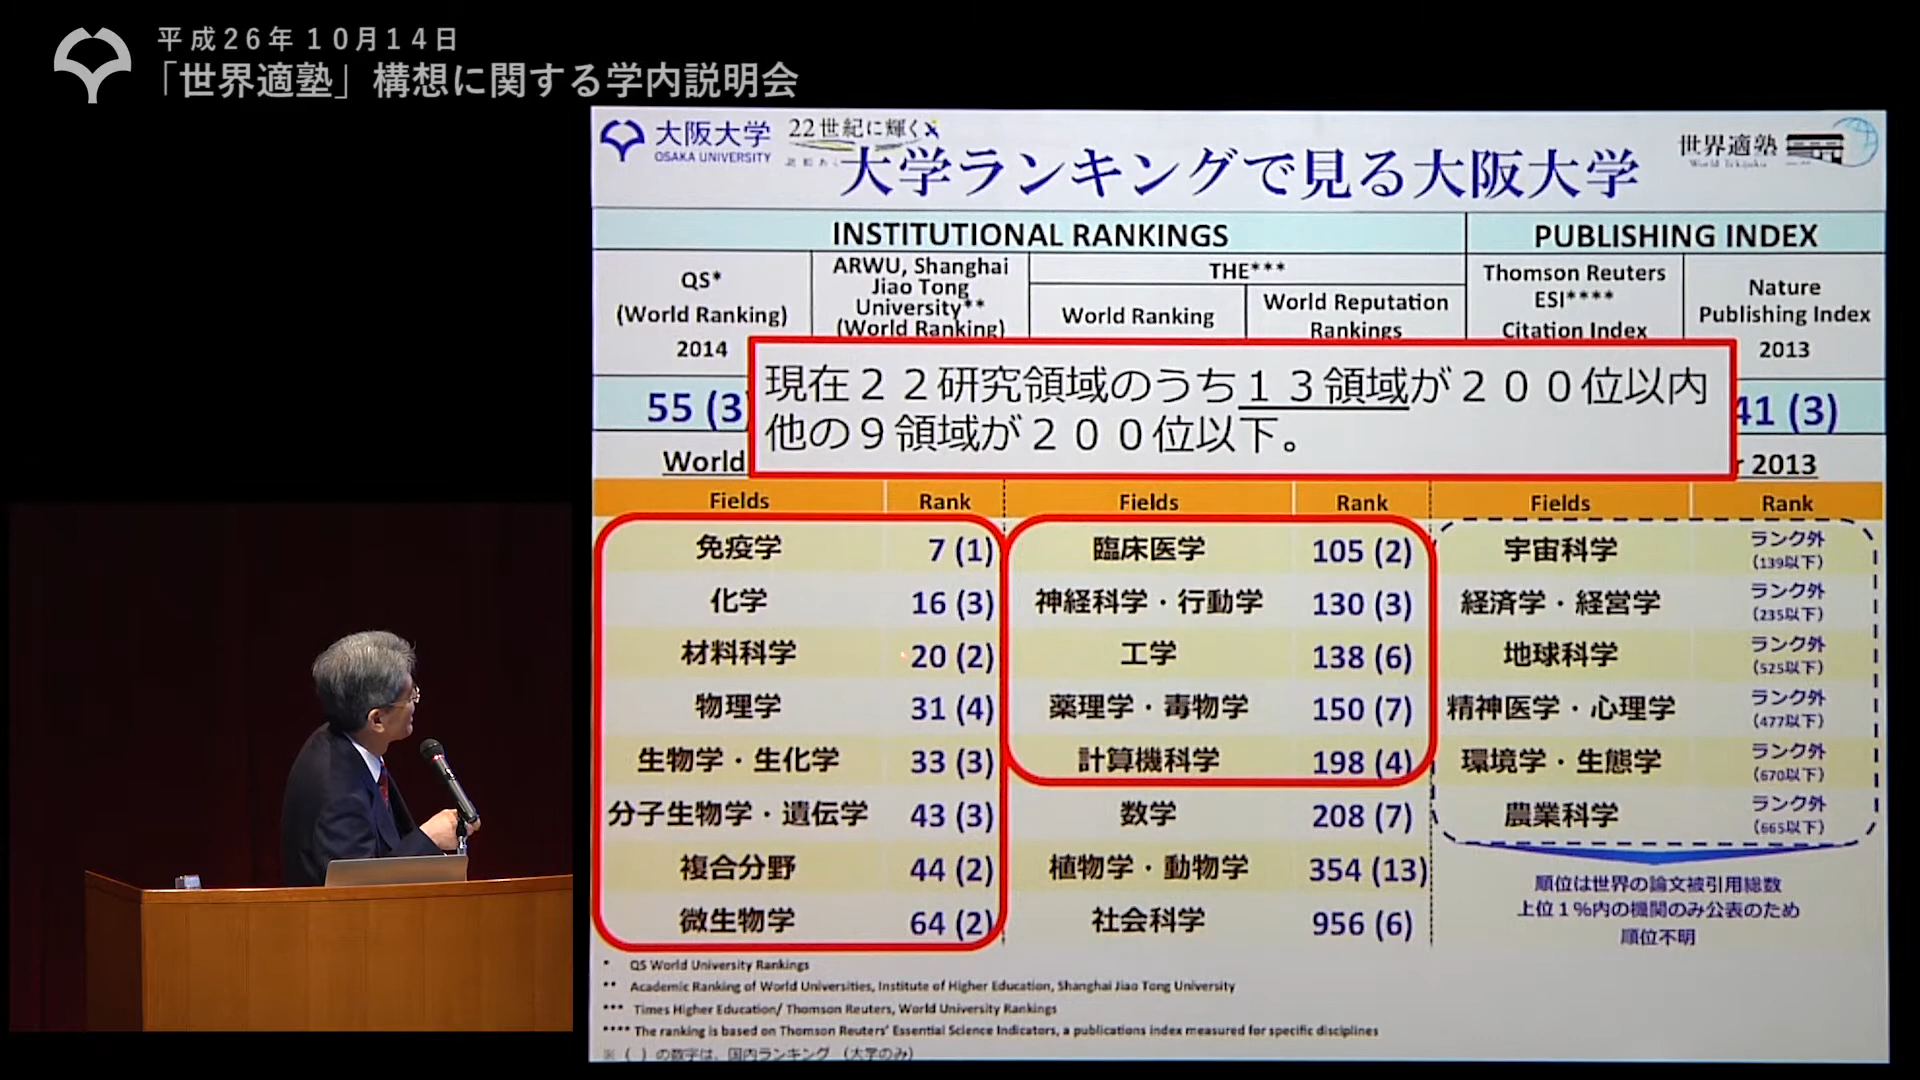 平成26年10月14日
「世界適塾」構想に関する学内説明会
大阪大学
OSAKA UNIVERSITY
22世紀に輝く
世界適塾
World Tekijuku
大学ランキングで見る大阪大学
INSTITUTIONAL RANKINGS
PUBLISHING INDEX
QS*
(World Ranking)
2014
ARWU, Shanghai
Jiao Tong
University**
(World Ranking)
THE***
World Ranking
World Reputation
Rankings
Thomson Reuters
ESI****
Citation Index
Nature
Publishing Index
2013
現在２２研究領域のうち１３領域が２００位以内
他の９領域が２００位以下。
55 (3)
41 (3)
World
r 2013
Fields Rank Fields Rank Fields Rank
免疫学 7 (1) 臨床医学 105 (2) 宇宙科学 ランク外 (139以下)
化学 16 (3) 神経科学・行動学 130 (3) 経済学・経営学 ランク外 (235以下)
材料科学 20 (2) 工学 138 (6) 地球科学 ランク外 (525以下)
物理学 31 (4) 薬理学・毒物学 150 (7) 精神医学・心理学 ランク外 (477以下)
生物学・生化学 33 (3) 計算機科学 198 (4) 環境学・生態学 ランク外 (670以下)
分子生物学・遺伝学 43 (3) 数学 208 (7) 農業科学 ランク外 (665以下)
複合分野 44 (2) 植物学・動物学 354 (13)
微生物学 64 (2) 社会科学 956 (6)
順位は世界の論文被引用総数
上位１％内の機関のみ公表のため
順位不明
* QS World University Rankings
** Academic Ranking of World Universities, Institute of Higher Education, Shanghai Jiao Tong University
*** Times Higher Education/ Thomson Reuters, World University Rankings
**** The ranking is based on Thomson Reuters' Essential Science Indicators, a publications index measured for specific disciplines
※（ ）の数字は、国内ランキング （大学のみ）